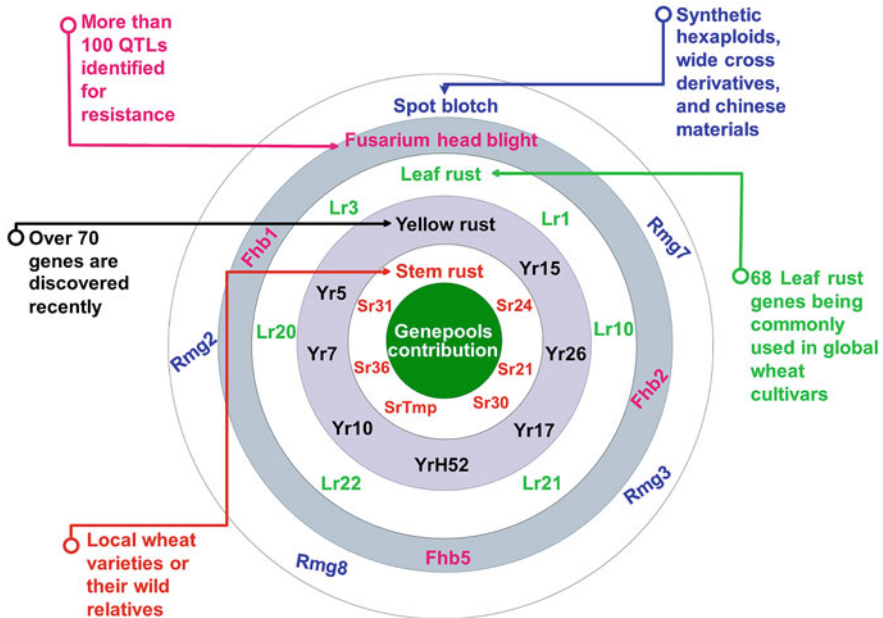 More than
100 QTLs
identified
for
resistance
Synthetic
hexaploids,
wide cross
derivatives,
and chinese
materials
Spot blotch
Fusarium head blight
Leaf rust
Lr3
Lr1
Rmg7
Over 70
genes are
discovered
recently
Fhb1
Yellow rust
Yr15
Stem rust
Yr5
Sr31
Sr24
68 Leaf rust
genes being
commonly
used in global
wheat
cultivars
Rmg2
Lr20
Yr7
Genepools
contribution
Yr26
Lr10
Sr36
Sr21
Fhb2
SrTmp
Sr30
Yr10
Yr17
YrH52
Lr22
Lr21
Rmg3
Local wheat
varieties or
their wild
relatives
Rmg8
Fhb5